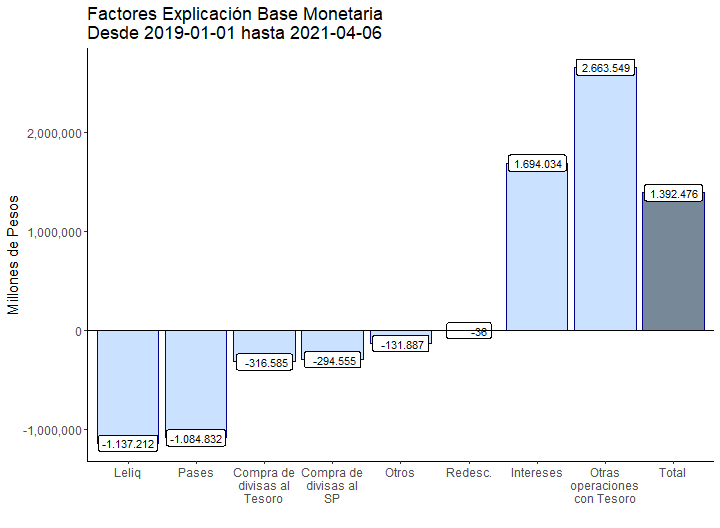 Factores Explicación Base Monetaria
Desde 2019-01-01 hasta 2021-04-06
Millones de Pesos
2,000,000
1,000,000
0
-1,000,000
-1.137.212
-1.084.832
-316.585
-294.555
-131.887
-36
1.694.034
2.663.549
1.392.476
Leliq
Pases
Compra de
divisas al
Tesoro
Compra de
divisas al
SP
Otros
Redesc.
Intereses
Otras
operaciones
con Tesoro
Total